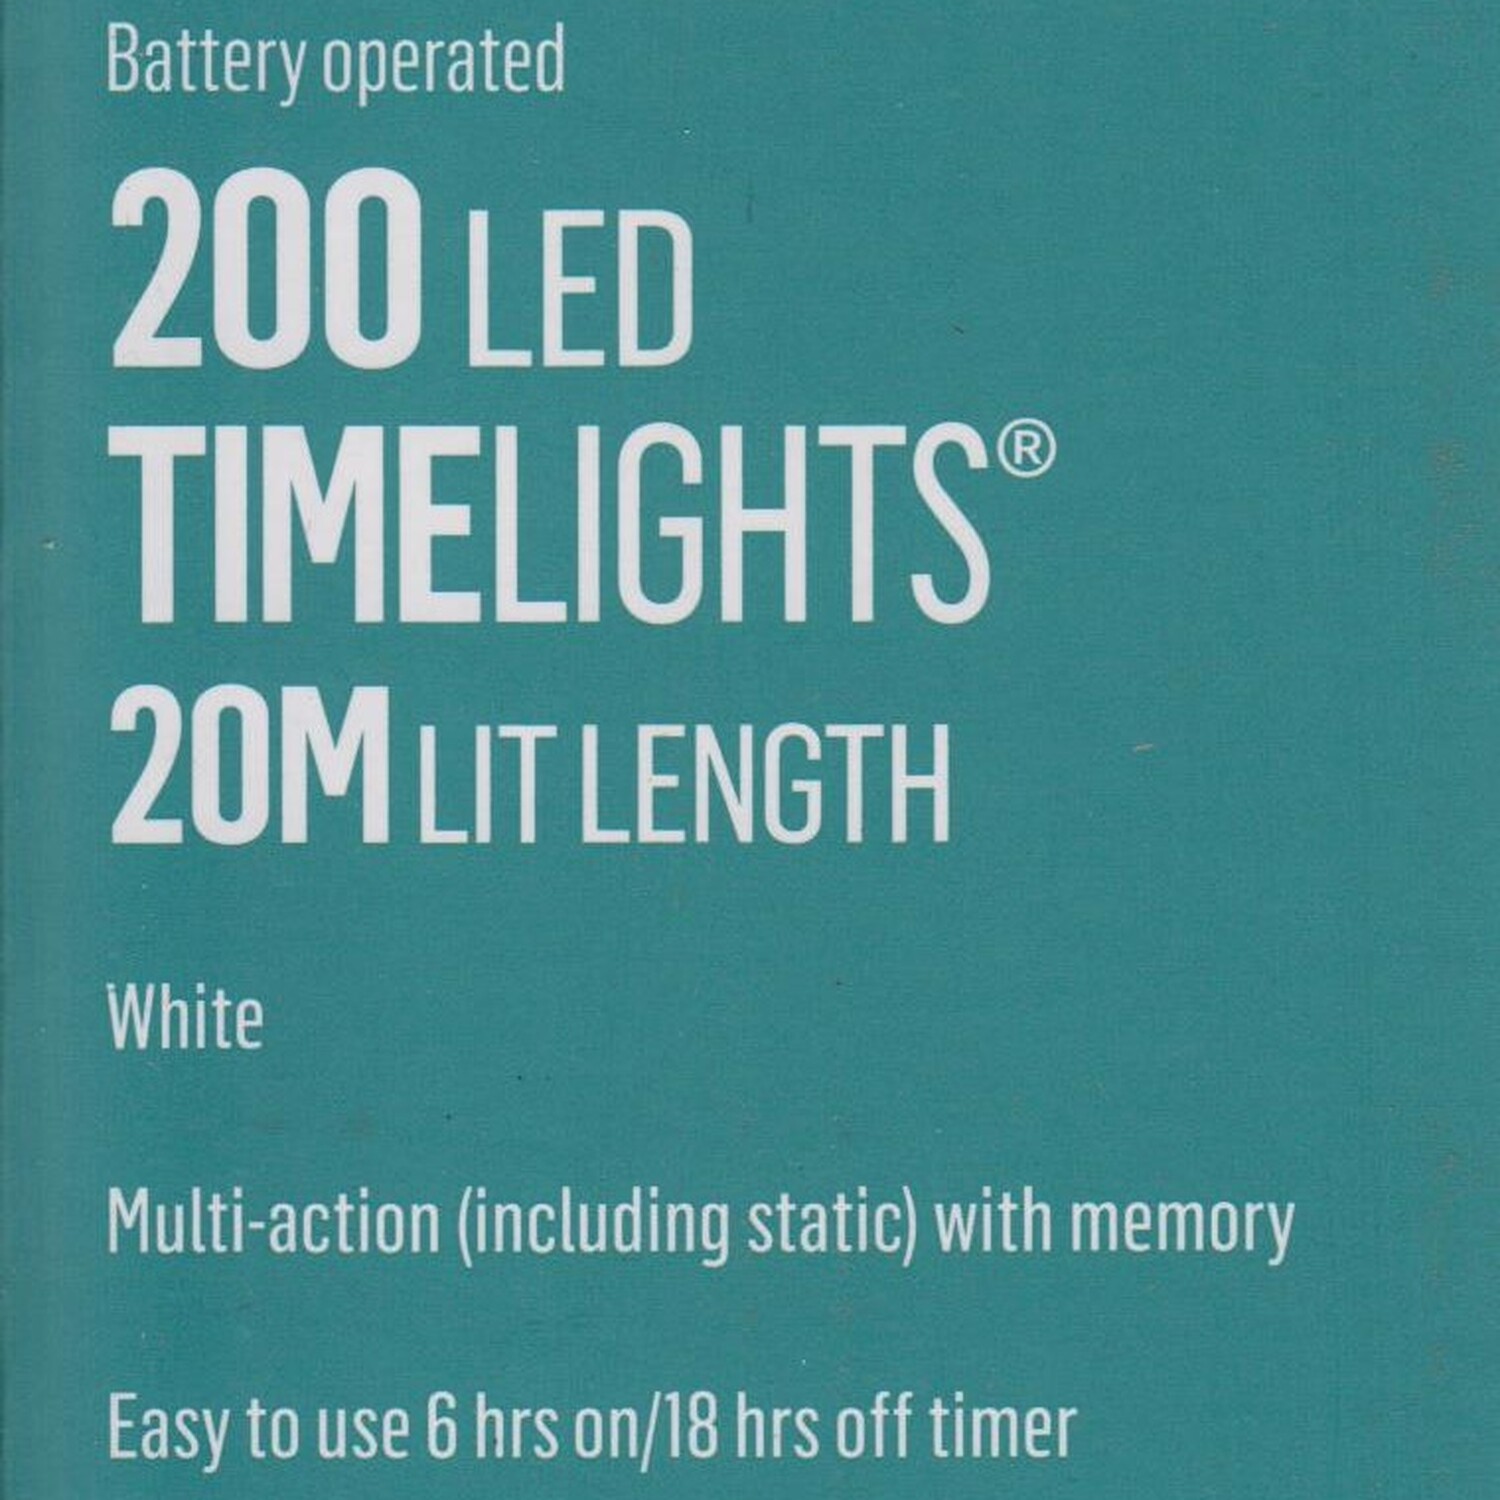 Battery operated
200 LED
TIMELIGHTS®
20M LIT LENGTH
White
Multi-action (including static) with memory
Easy to use 6 hrs on/18 hrs off timer